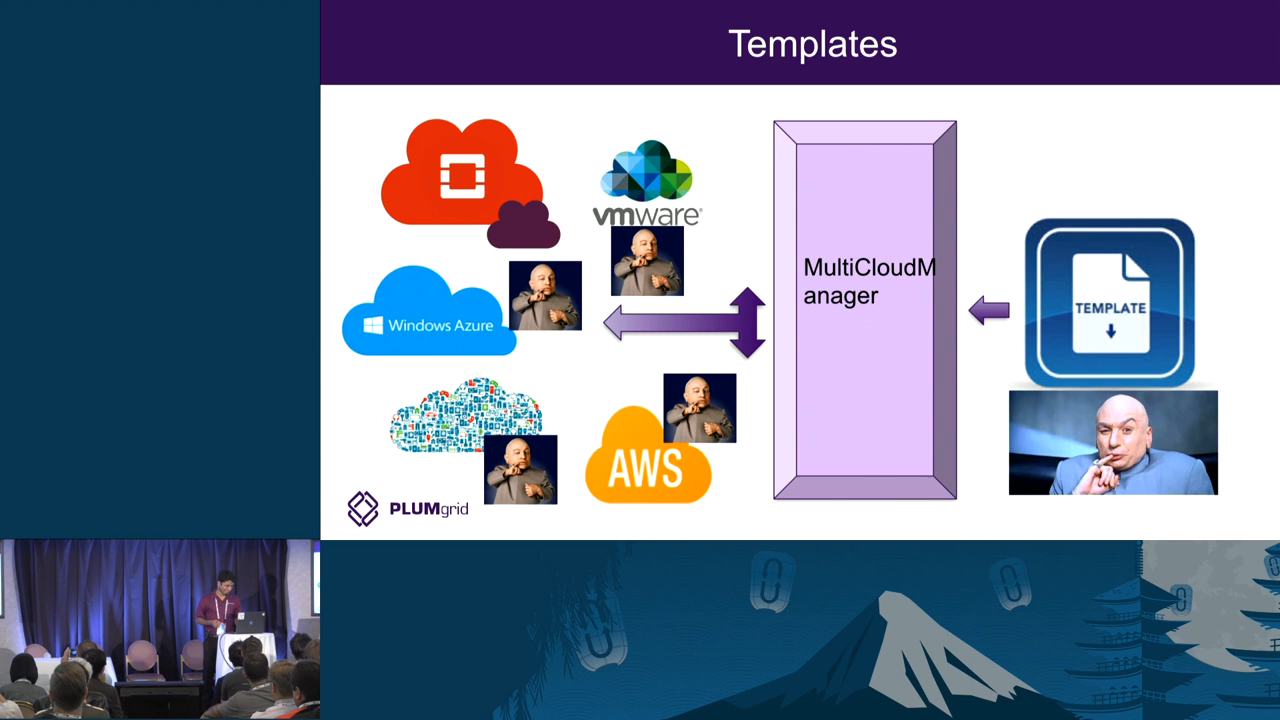 Templates
vmware®
MultiCloudM
anager
TEMPLATE
Windows Azure
AWS
PLUMgrid